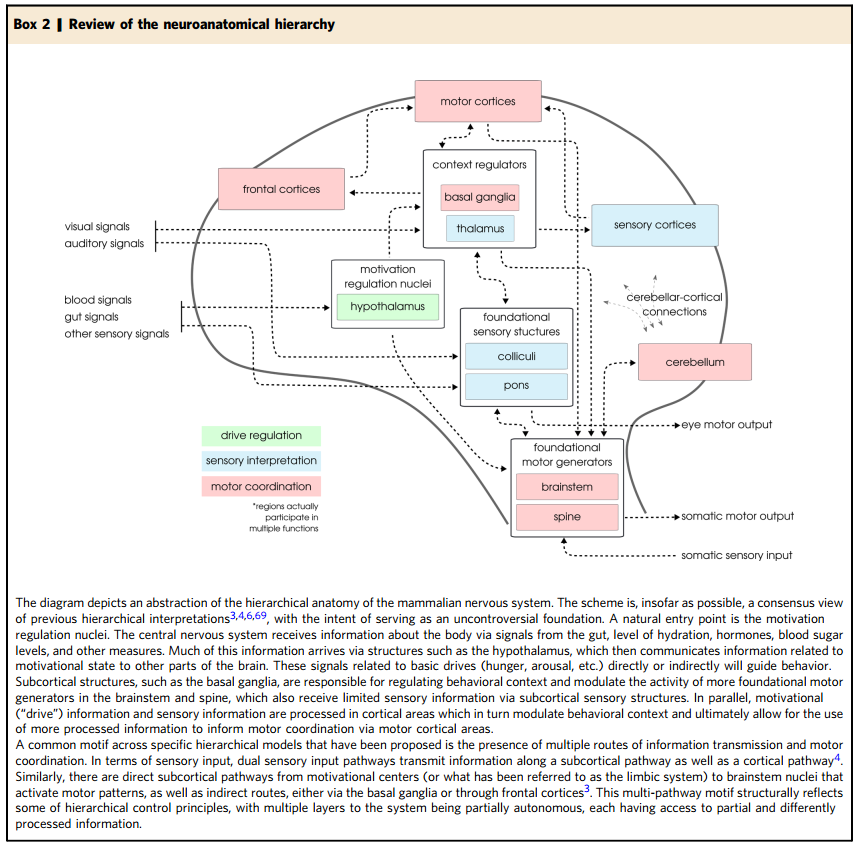 Box 2 | Review of the neuroanatomical hierarchy
motor cortices
context regulators
frontal cortices
basal ganglia
thalamus
sensory cortices
visual signals
auditory signals
motivation
regulation nuclei
hypothalamus
blood signals
gut signals
other sensory signals
cerebellar-cortical
connections
foundational
sensory stuctures
colliculi
pons
cerebellum
eye motor output
drive regulation
sensory interpretation
motor coordination
*regions actually
participate in
multiple functions
foundational
motor generators
brainstem
spine
somatic motor output
somatic sensory input
The diagram depicts an abstraction of the hierarchical anatomy of the mammalian nervous system. The scheme is, insofar as possible, a consensus view
of previous hierarchical interpretations3,4,6,69, with the intent of serving as an uncontroversial foundation. A natural entry point is the motivation
regulation nuclei. The central nervous system receives information about the body via signals from the gut, level of hydration, hormones, blood sugar
levels, and other measures. Much of this information arrives via structures such as the hypothalamus, which then communicates information related to
motivational state to other parts of the brain. These signals related to basic drives (hunger, arousal, etc.) directly or indirectly will guide behavior.
Subcortical structures, such as the basal ganglia, are responsible for regulating behavioral context and modulate the activity of more foundational motor
generators in the brainstem and spine, which also receive limited sensory information via subcortical sensory structures. In parallel, motivational
(“drive”) information and sensory information are processed in cortical areas which in turn modulate behavioral context and ultimately allow for the use
of more processed information to inform motor coordination via motor cortical areas.
A common motif across specific hierarchical models that have been proposed is the presence of multiple routes of information transmission and motor
coordination. In terms of sensory input, dual sensory input pathways transmit information along a subcortical pathway as well as a cortical pathway4.
Similarly, there are direct subcortical pathways from motivational centers (or what has been referred to as the limbic system) to brainstem nuclei that
activate motor patterns, as well as indirect routes, either via the basal ganglia or through frontal cortices3. This multi-pathway motif structurally reflects
some of hierarchical control principles, with multiple layers to the system being partially autonomous, each having access to partial and differently
processed information.